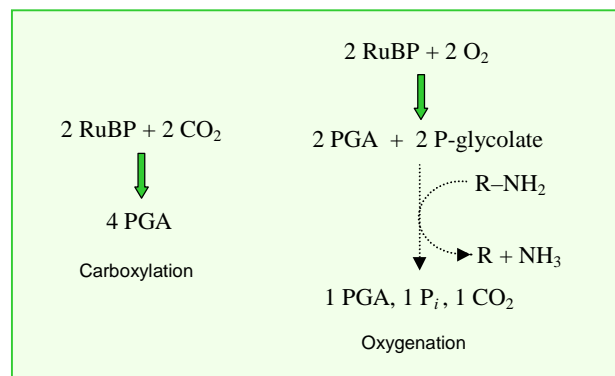 2 RuBP + 2 CO₂
4 PGA
Carboxylation
2 RuBP + 2 O₂
2 PGA + 2 P-glycolate
R–NH₂
R + NH₃
1 PGA, 1 Pᵢ , 1 CO₂
Oxygenation